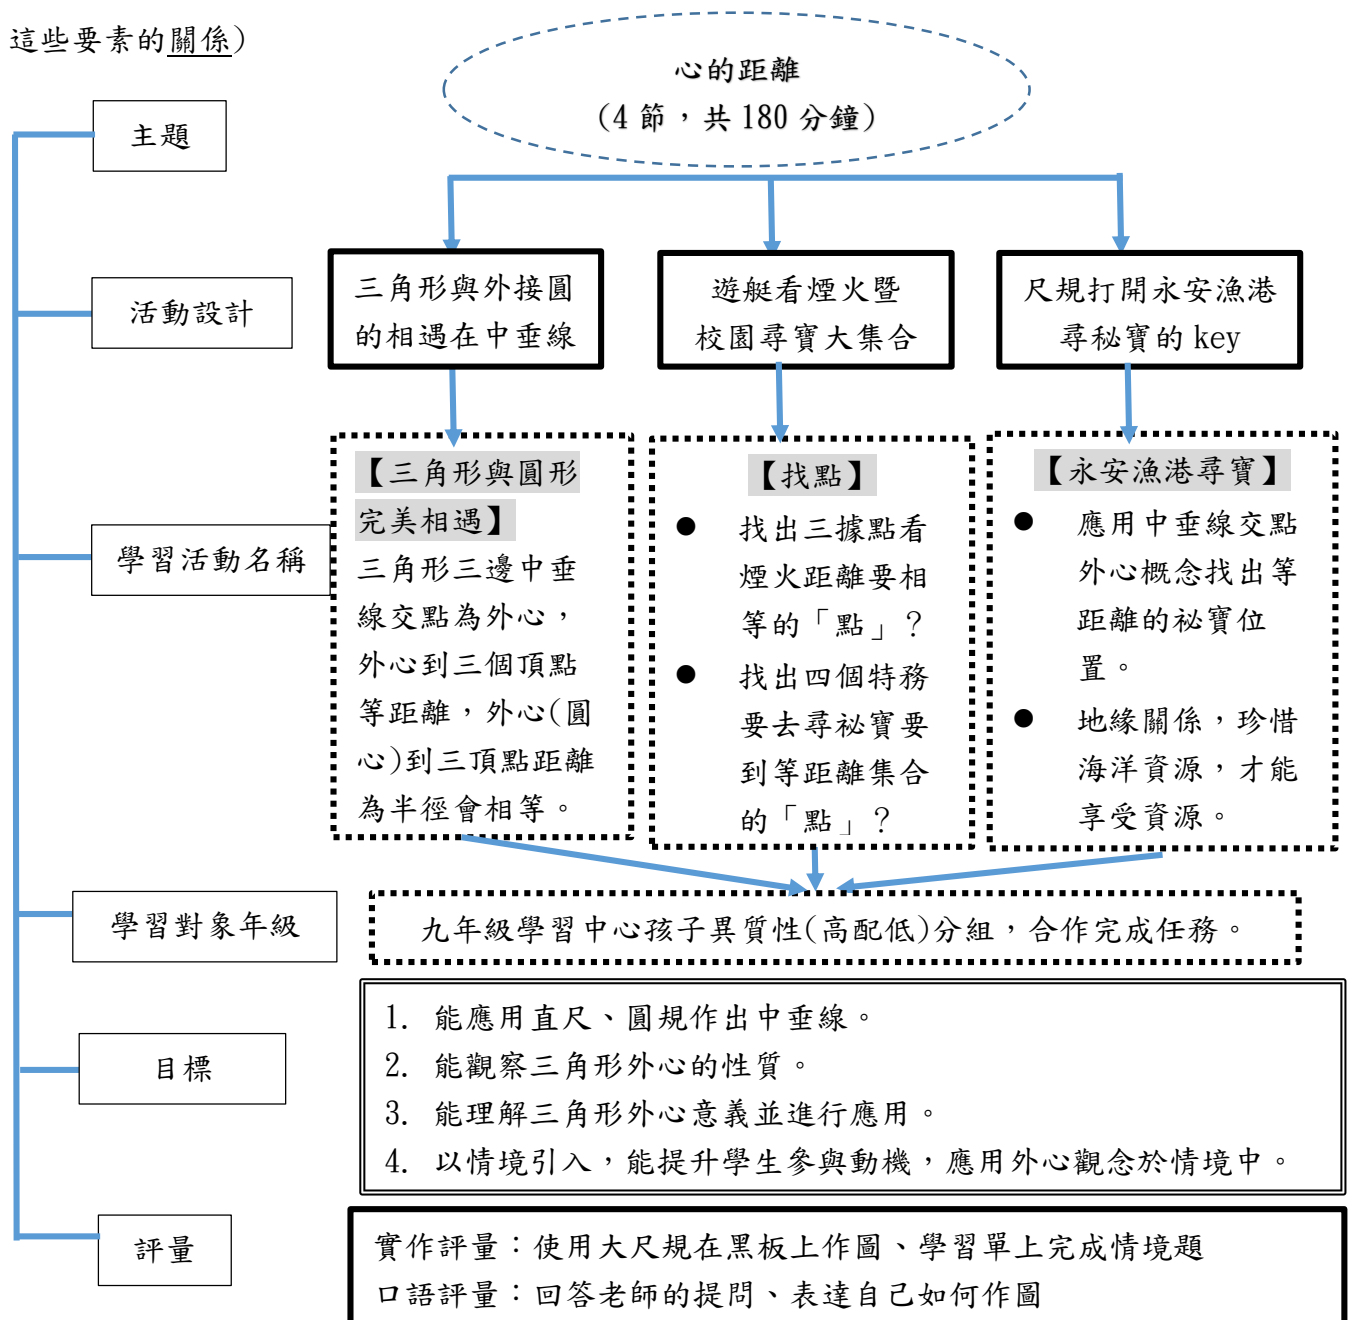 這些要素的關係)
心的距離
(4 節，共 180 分鐘)
主題
活動設計
三角形與外接圓
的相遇在中垂線
遊艇看煙火暨
校園尋寶大集合
尺規打開永安漁港
尋秘寶的 key
學習活動名稱
【三角形與圓形
完美相遇】
三角形三邊中垂
線交點為外心，
外心到三個頂點
等距離，外心(圓
心)到三頂點距離
為半徑會相等。
【找點】
● 找出三據點看
煙火距離要相
等的「點」？
● 找出四個特務
要去尋祕寶要
到等距離集合
的「點」？
【永安漁港尋寶】
● 應用中垂線交點
外心概念找出等
距離的祕寶位
置。
● 地緣關係，珍惜
海洋資源，才能
享受資源。
學習對象年級
九年級學習中心孩子異質性(高配低)分組，合作完成任務。
目標
1. 能應用直尺、圓規作出中垂線。
2. 能觀察三角形外心的性質。
3. 能理解三角形外心意義並進行應用。
4. 以情境引入，能提升學生參與動機，應用外心觀念於情境中。
評量
實作評量：使用大尺規在黑板上作圖、學習單上完成情境題
口語評量：回答老師的提問、表達自己如何作圖